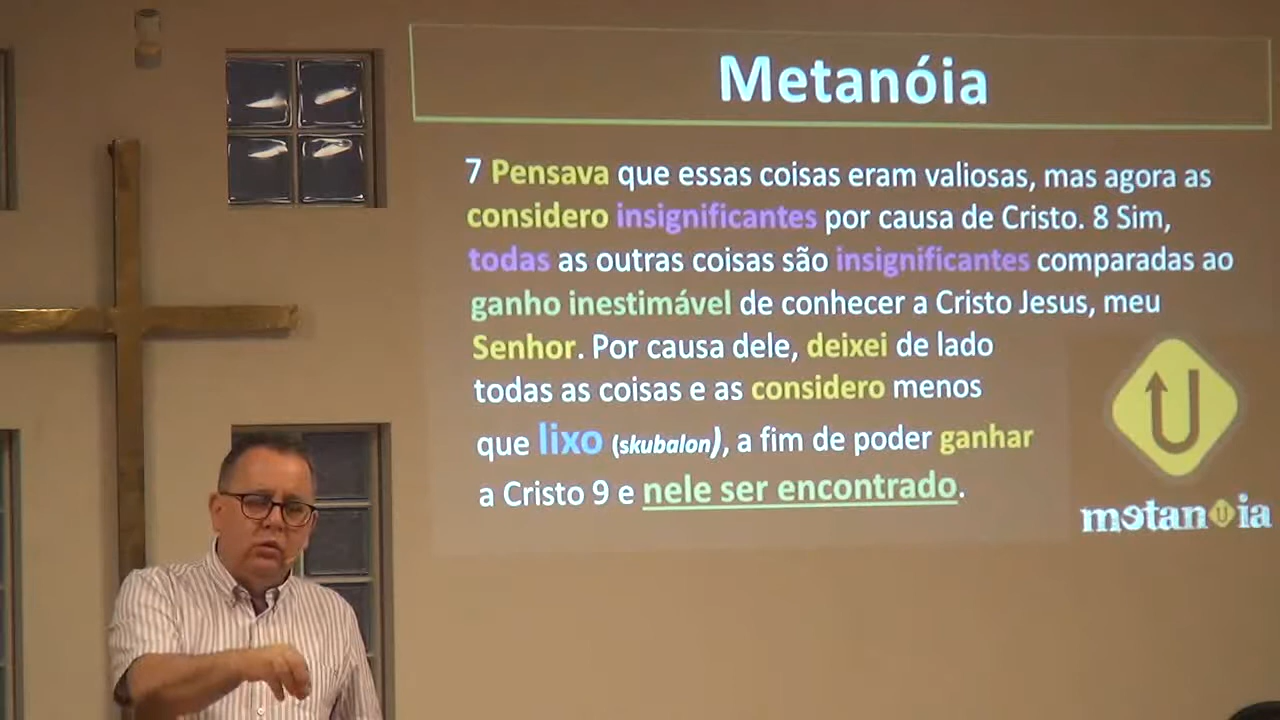 Metanóia
7 Pensava que essas coisas eram valiosas, mas agora as
considero insignificantes por causa de Cristo. 8 Sim,
todas as outras coisas são insignificantes comparadas ao
ganho inestimável de conhecer a Cristo Jesus, meu
Senhor. Por causa dele, deixei de lado
todas as coisas e as considero menos
que lixo (skubalon), a fim de poder ganhar
a Cristo 9 e nele ser encontrado.
metanoia